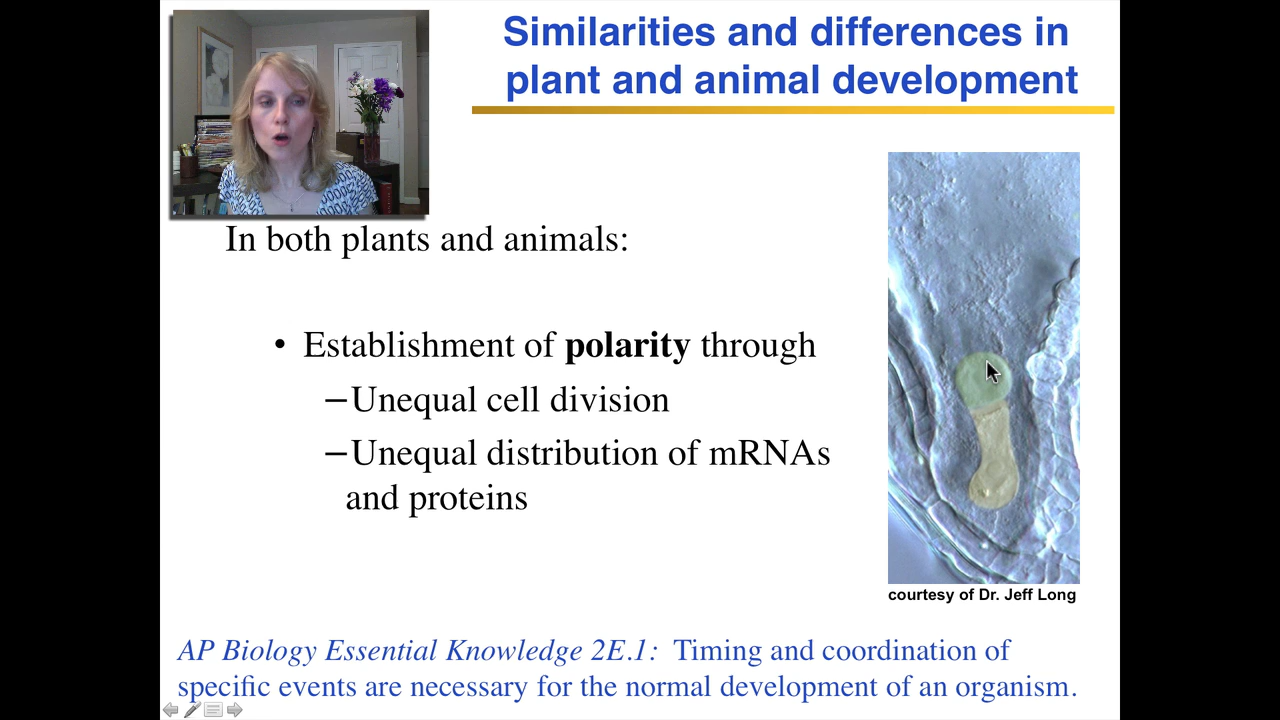 Similarities and differences in
plant and animal development
In both plants and animals:
• Establishment of polarity through
–Unequal cell division
–Unequal distribution of mRNAs
and proteins
courtesy of Dr. Jeff Long
AP Biology Essential Knowledge 2E.1: Timing and coordination of
specific events are necessary for the normal development of an organism.